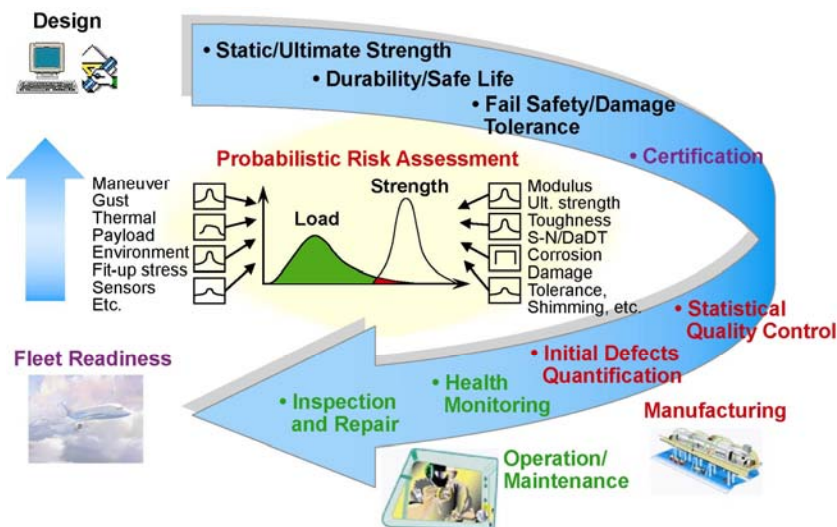 Design
• Static/Ultimate Strength
• Durability/Safe Life
• Fail Safety/Damage
Tolerance
• Certification
Probabilistic Risk Assessment
Maneuver
Gust
Thermal
Payload
Environment
Fit-up stress
Sensors
Etc.
Load
Strength
Modulus
Ult. strength
Toughness
S-N/DaDT
Corrosion
Damage
Tolerance,
Shimming, etc.
• Statistical
Quality Control
• Initial Defects
Quantification
Manufacturing
• Health
Monitoring
• Inspection
and Repair
Operation/
Maintenance
Fleet Readiness